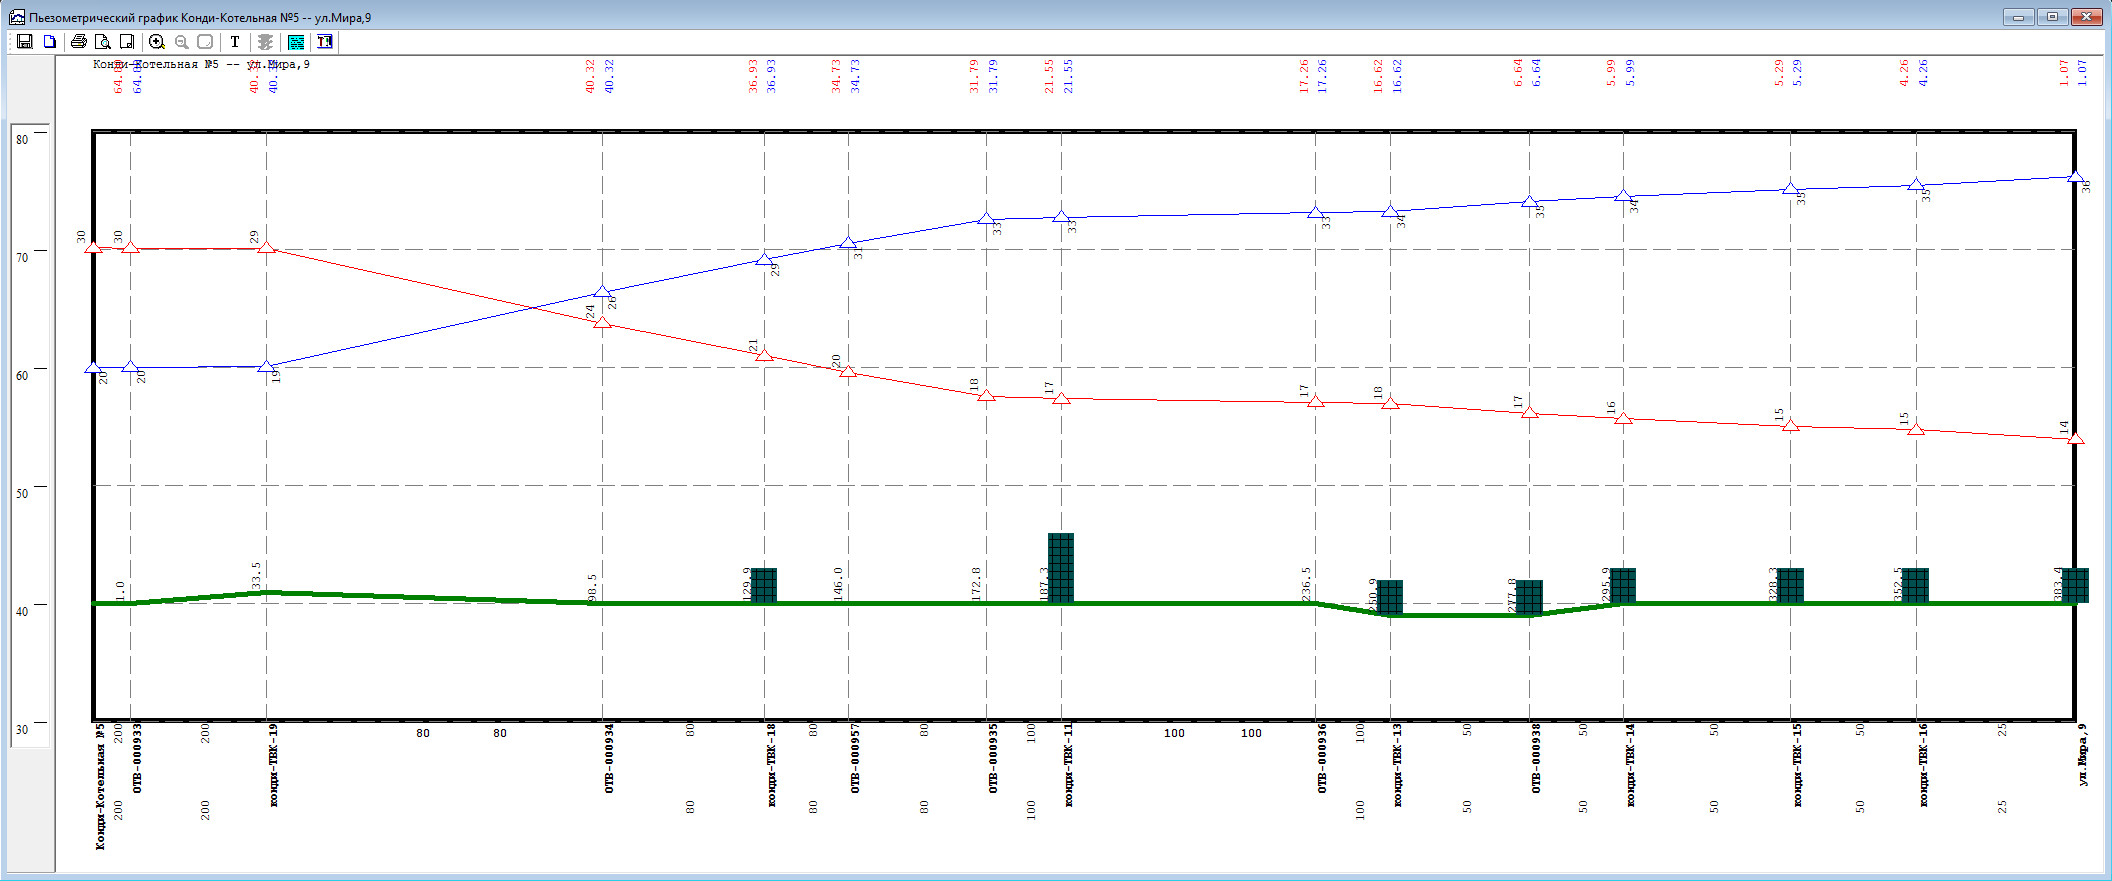 Пьезометрический график Конди-Котельная №5 -- ул.Мира,9
T
Конди-Котельная №5 -- ул.Мира,9
40.32 36.93 34.73 31.79 21.55 17.26 16.62 6.64 5.99 5.29 4.26 1.07
40.32 36.93 34.73 31.79 21.55 17.26 16.62 6.64 5.99 5.29 4.26 1.07
80
70
60
50
40
30
20 20 19 26 29 31 33 33 33 34 35 34 35 35 36
30 30 29 24 21 20 18 17 17 18 17 16 15 15 14
1.0 33.5 98.5 129.9 146.0 172.8 187.3 236.5 250.9 277.8 295.9 328.3 352.5 383.4
200 200 80 80 80 80 80 100 100 100 100 50 50 50 50 25
Конди-Котельная №5 ОТВ-000933 конди-ТВК-19 ОТВ-000934 конди-ТВК-18 ОТВ-000957 ОТВ-000935 конди-ТВК-11 ОТВ-000936 конди-ТВК-13 ОТВ-000938 конди-ТВК-14 конди-ТВК-15 конди-ТВК-16 ул.Мира,9
200 200 80 80 80 100 100 50 50 50 50 25